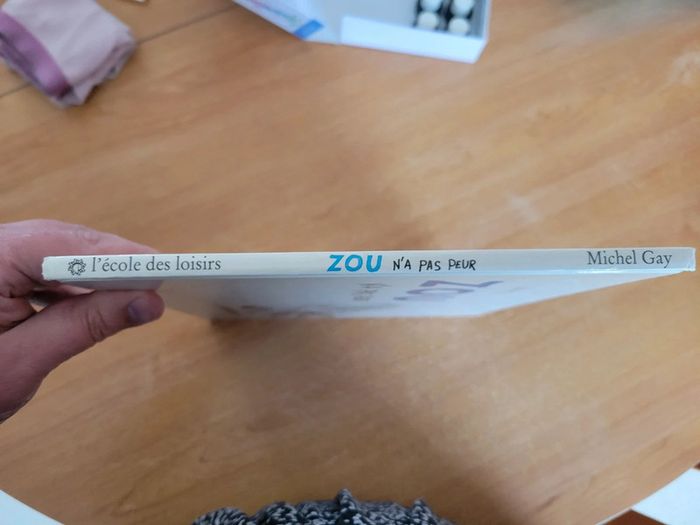 l'école des loisirs
ZOU N'A PAS PEUR
Michel Gay